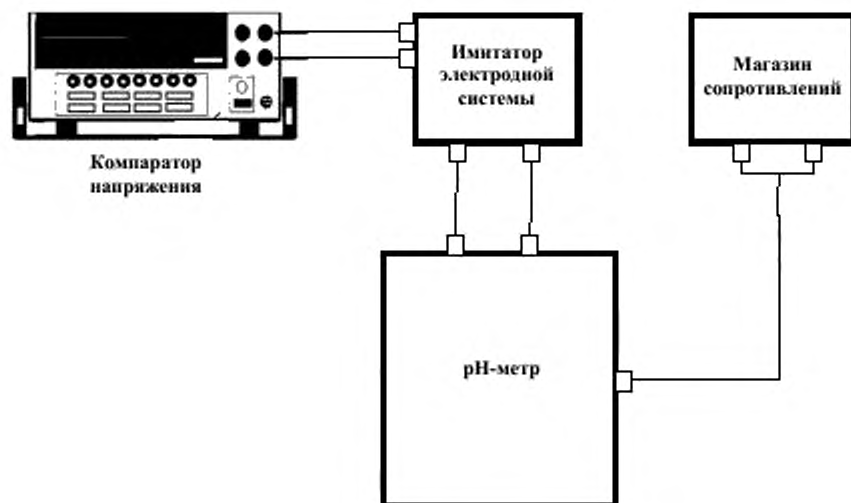 Имитатор
электродной
системы
Магазин
сопротивлений
Компаратор
напряжения
pH-метр